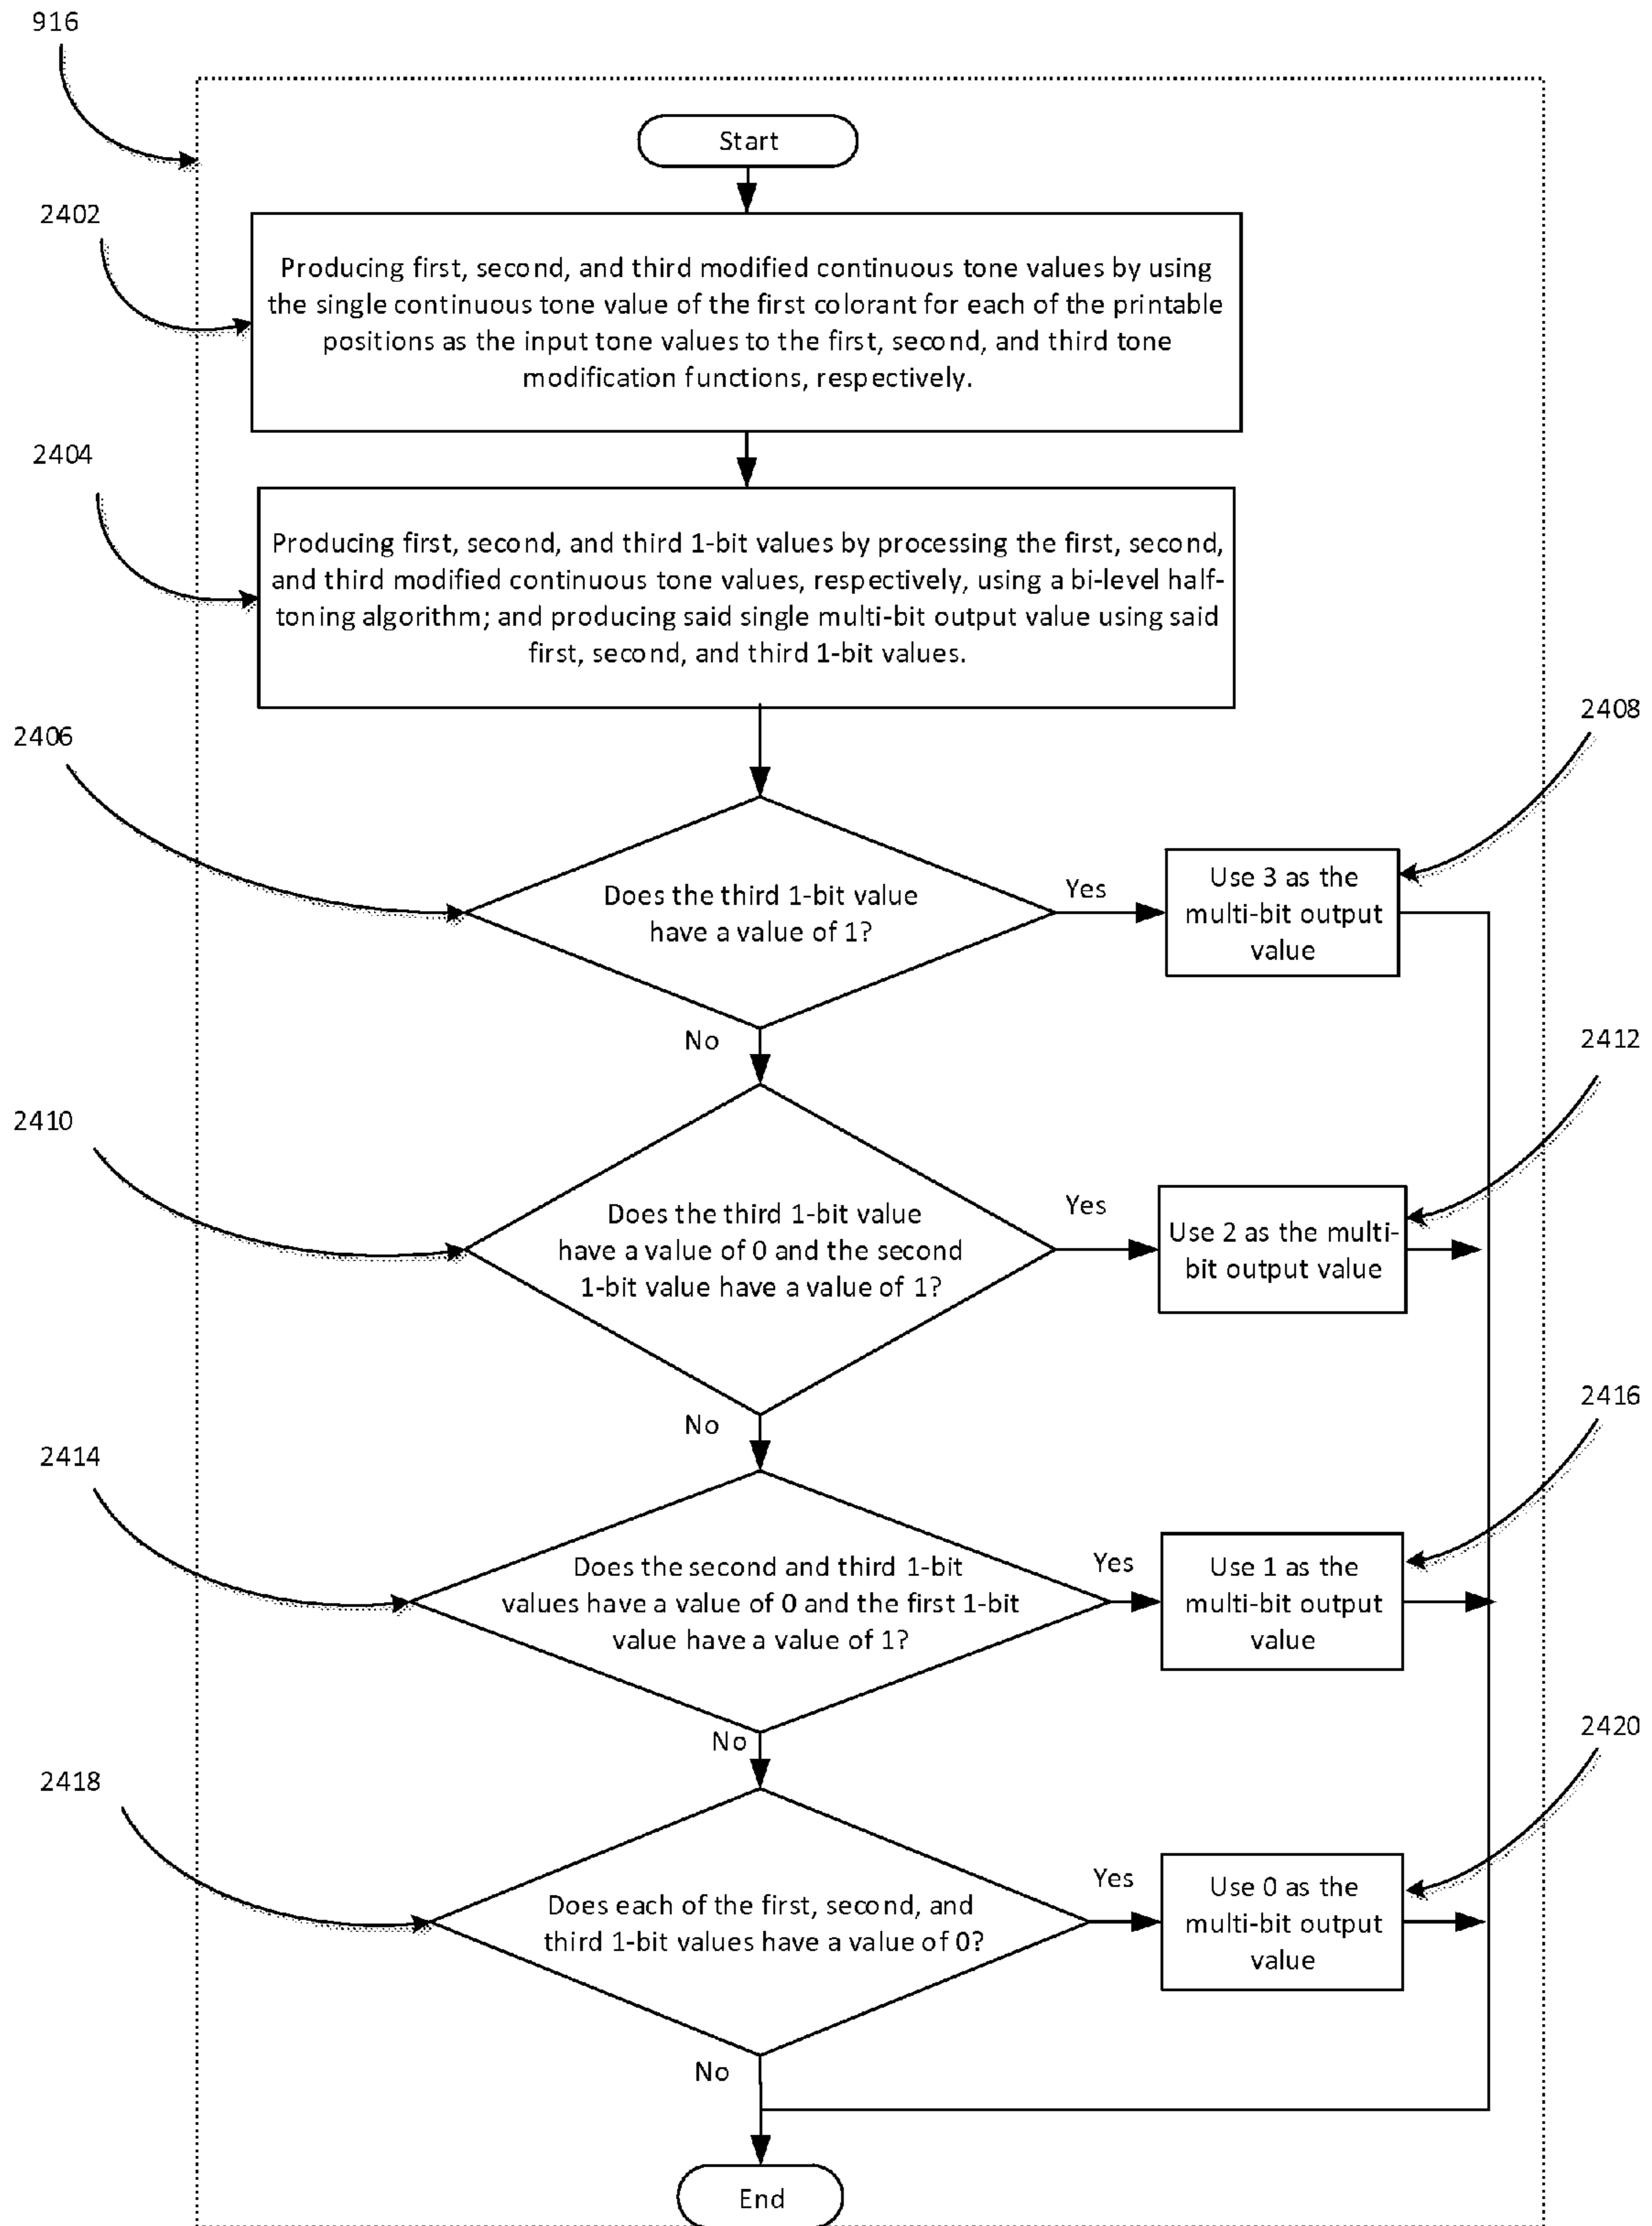 916
Start
2402
Producing first, second, and third modified continuous tone values by using
the single continuous tone value of the first colorant for each of the printable
positions as the input tone values to the first, second, and third tone
modification functions, respectively.
2404
Producing first, second, and third 1-bit values by processing the first, second,
and third modified continuous tone values, respectively, using a bi-level half-
toning algorithm; and producing said single multi-bit output value using said
first, second, and third 1-bit values.
2406
2408
Does the third 1-bit value
have a value of 1?
Yes
Use 3 as the
multi-bit output
value
No
2410
2412
Does the third 1-bit value
have a value of 0 and the second
1-bit value have a value of 1?
Yes
Use 2 as the multi-
bit output value
No
2414
2416
Does the second and third 1-bit
values have a value of 0 and the first 1-bit
value have a value of 1?
Yes
Use 1 as the
multi-bit output
value
No
2418
2420
Does each of the first, second, and
third 1-bit values have a value of 0?
Yes
Use 0 as the
multi-bit output
value
No
End